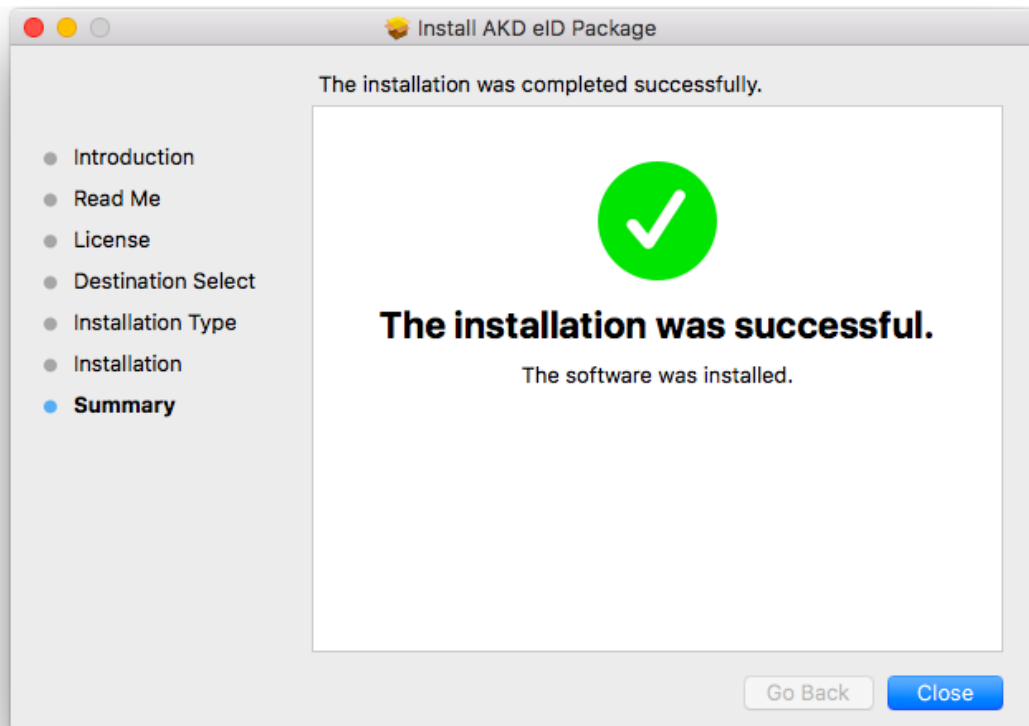 Install AKD eID Package
The installation was completed successfully.
Introduction
Read Me
License
Destination Select
Installation Type
Installation
Summary
The installation was successful.
The software was installed.
Go Back
Close